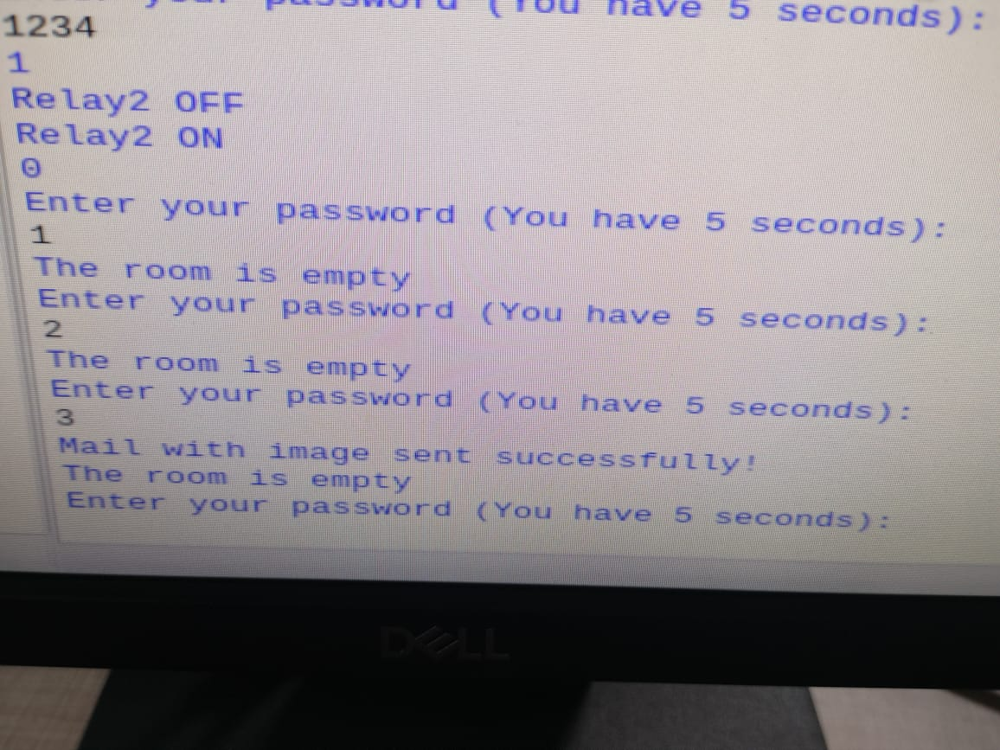 your password (You have 5 seconds):
1234
1
Relay2 OFF
Relay2 ON
0
Enter your password (You have 5 seconds):
1
The room is empty
Enter your password (You have 5 seconds):
2
The room is empty
Enter your password (You have 5 seconds):
3
Mail with image sent successfully!
The room is empty
Enter your password (You have 5 seconds):
DELL